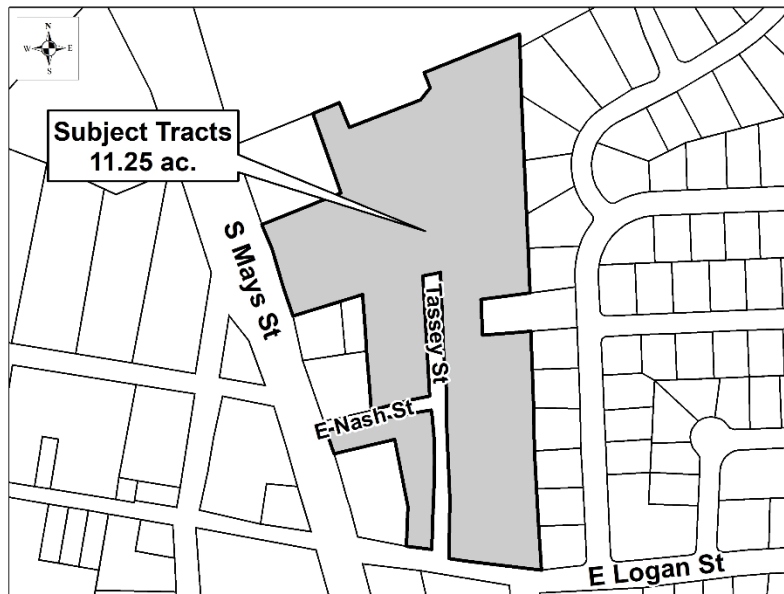 N
W E
S
Subject Tracts
11.25 ac.
S Mays St
Tassey St
E Nash St
E Logan St